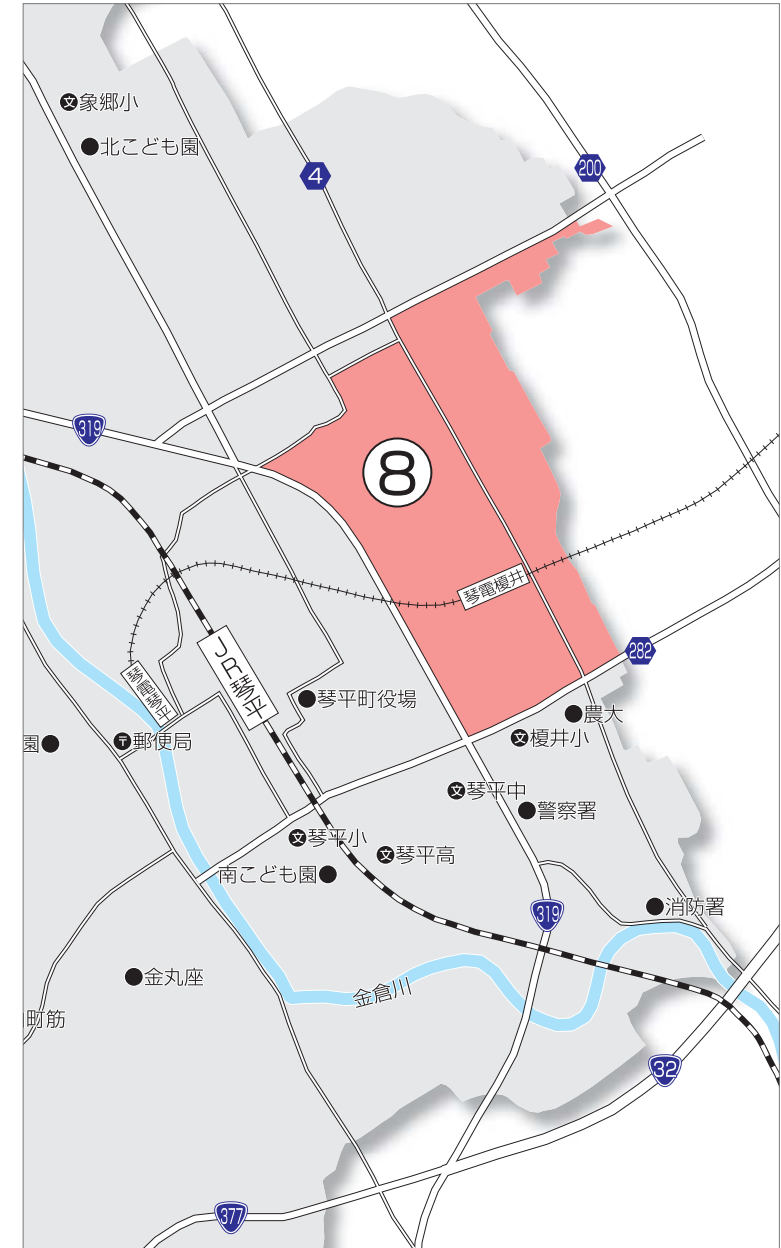 象郷小
北こども園
4
200
319
8
琴電榎井
282
JR琴平
琴電琴平
琴平町役場
農大
榎井小
園
〒郵便局
琴平中
警察署
文琴平小
文琴平高
南こども園
319
消防署
金丸座
金倉川
町筋
32
377